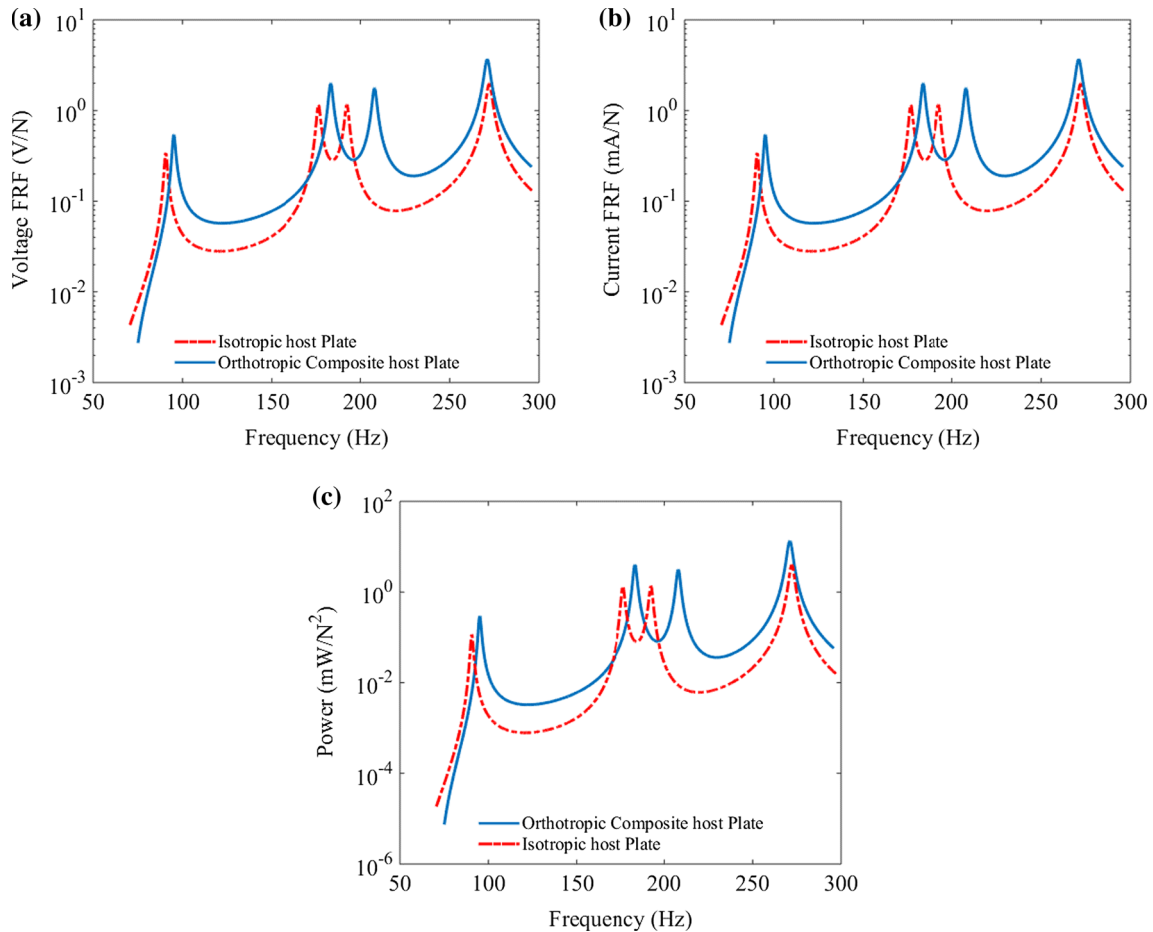 (a)
10^1
10^0
10^-1
10^-2
10^-3
Voltage FRF (V/N)
Isotropic host Plate
Orthotropic Composite host Plate
50 100 150 200 250 300
Frequency (Hz)
(b)
10^1
10^0
10^-1
10^-2
10^-3
Current FRF (mA/N)
Isotropic host Plate
Orthotropic Composite host Plate
50 100 150 200 250 300
Frequency (Hz)
(c)
10^2
10^0
10^-2
10^-4
10^-6
Power (mW/N^2)
Orthotropic Composite host Plate
Isotropic host Plate
50 100 150 200 250 300
Frequency (Hz)